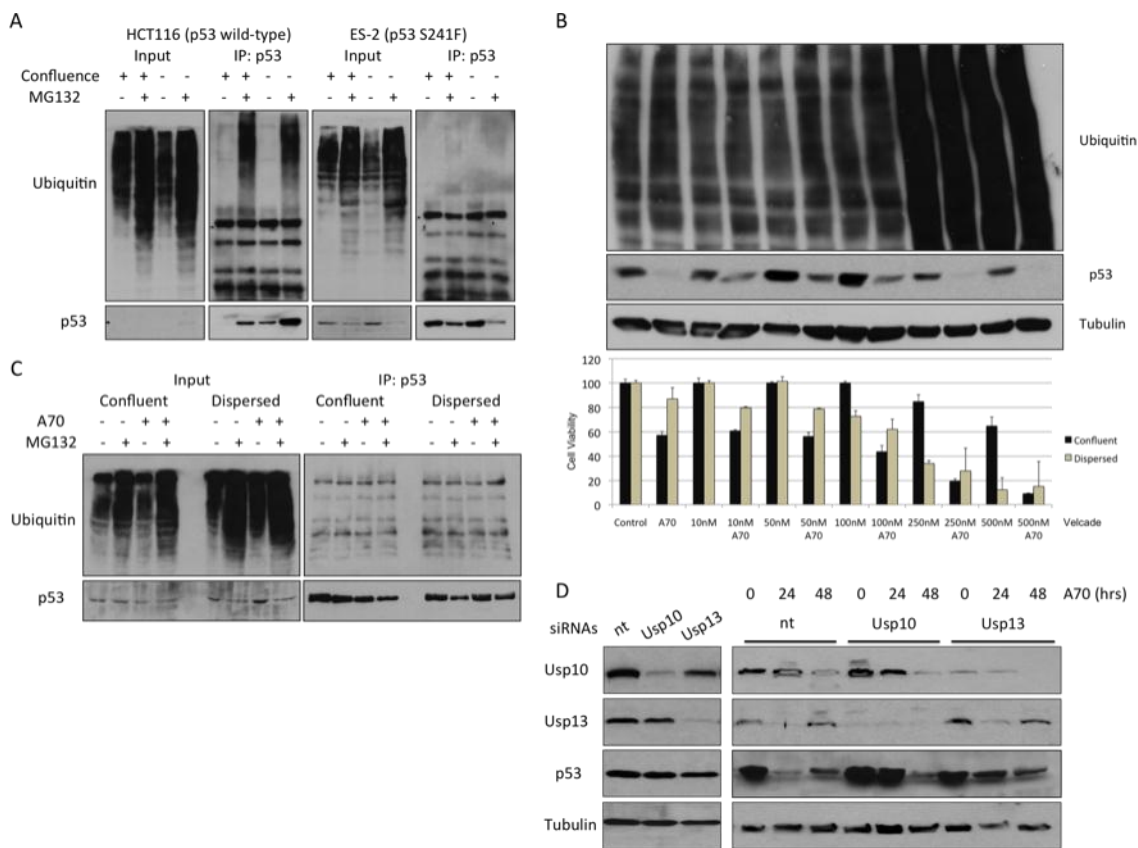 A
HCT116 (p53 wild-type) ES-2 (p53 S241F)
Input IP: p53 Input IP: p53
Confluence + + - - + + - - + + - - + + - -
MG132 - + - + - + - + - + - + - + - +
Ubiquitin
p53
B
Ubiquitin
p53
Tubulin
120
100
80
60
40
20
0
Cell Viability
Confluent
Dispersed
Control A70 10nM 10nM A70 50nM 50nM A70 100nM 100nM A70 250nM 250nM A70 500nM 500nM A70 Velcade
C
Input IP: p53
Confluent Dispersed Confluent Dispersed
A70 - - + + - - + + - - + + - - + +
MG132 - + - + - + - + - + - + - + - +
Ubiquitin
p53
D
0 24 48 0 24 48 0 24 48 A70 (hrs)
siRNAs nt Usp10 Usp13 nt Usp10 Usp13
Usp10
Usp13
p53
Tubulin